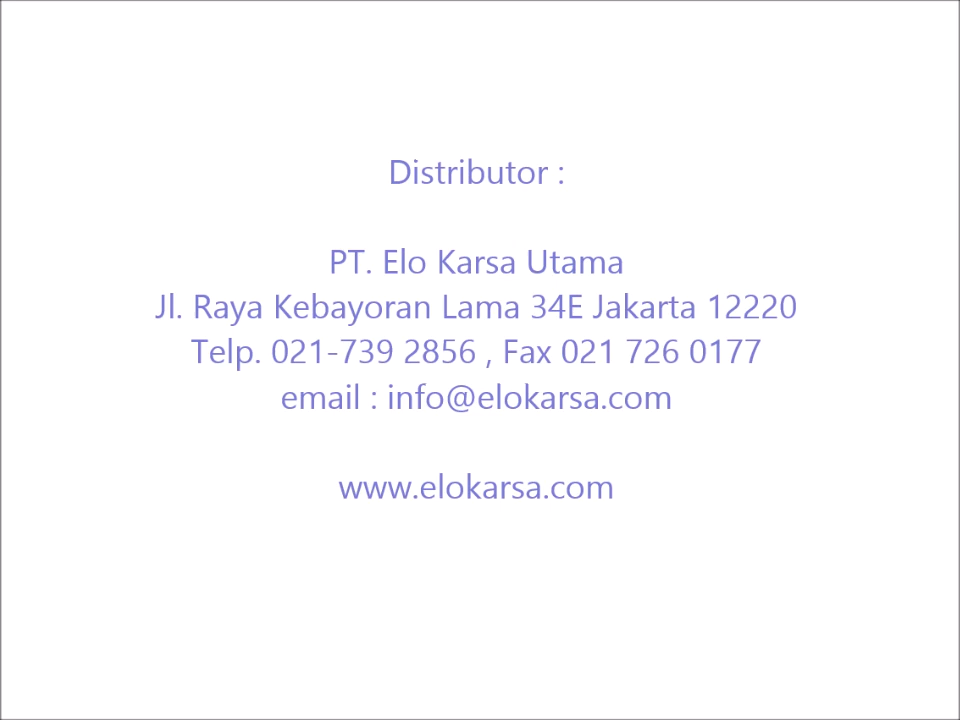 Distributor :
PT. Elo Karsa Utama
Jl. Raya Kebayoran Lama 34E Jakarta 12220
Telp. 021-739 2856 , Fax 021 726 0177
email : info@elokarsa.com
www.elokarsa.com